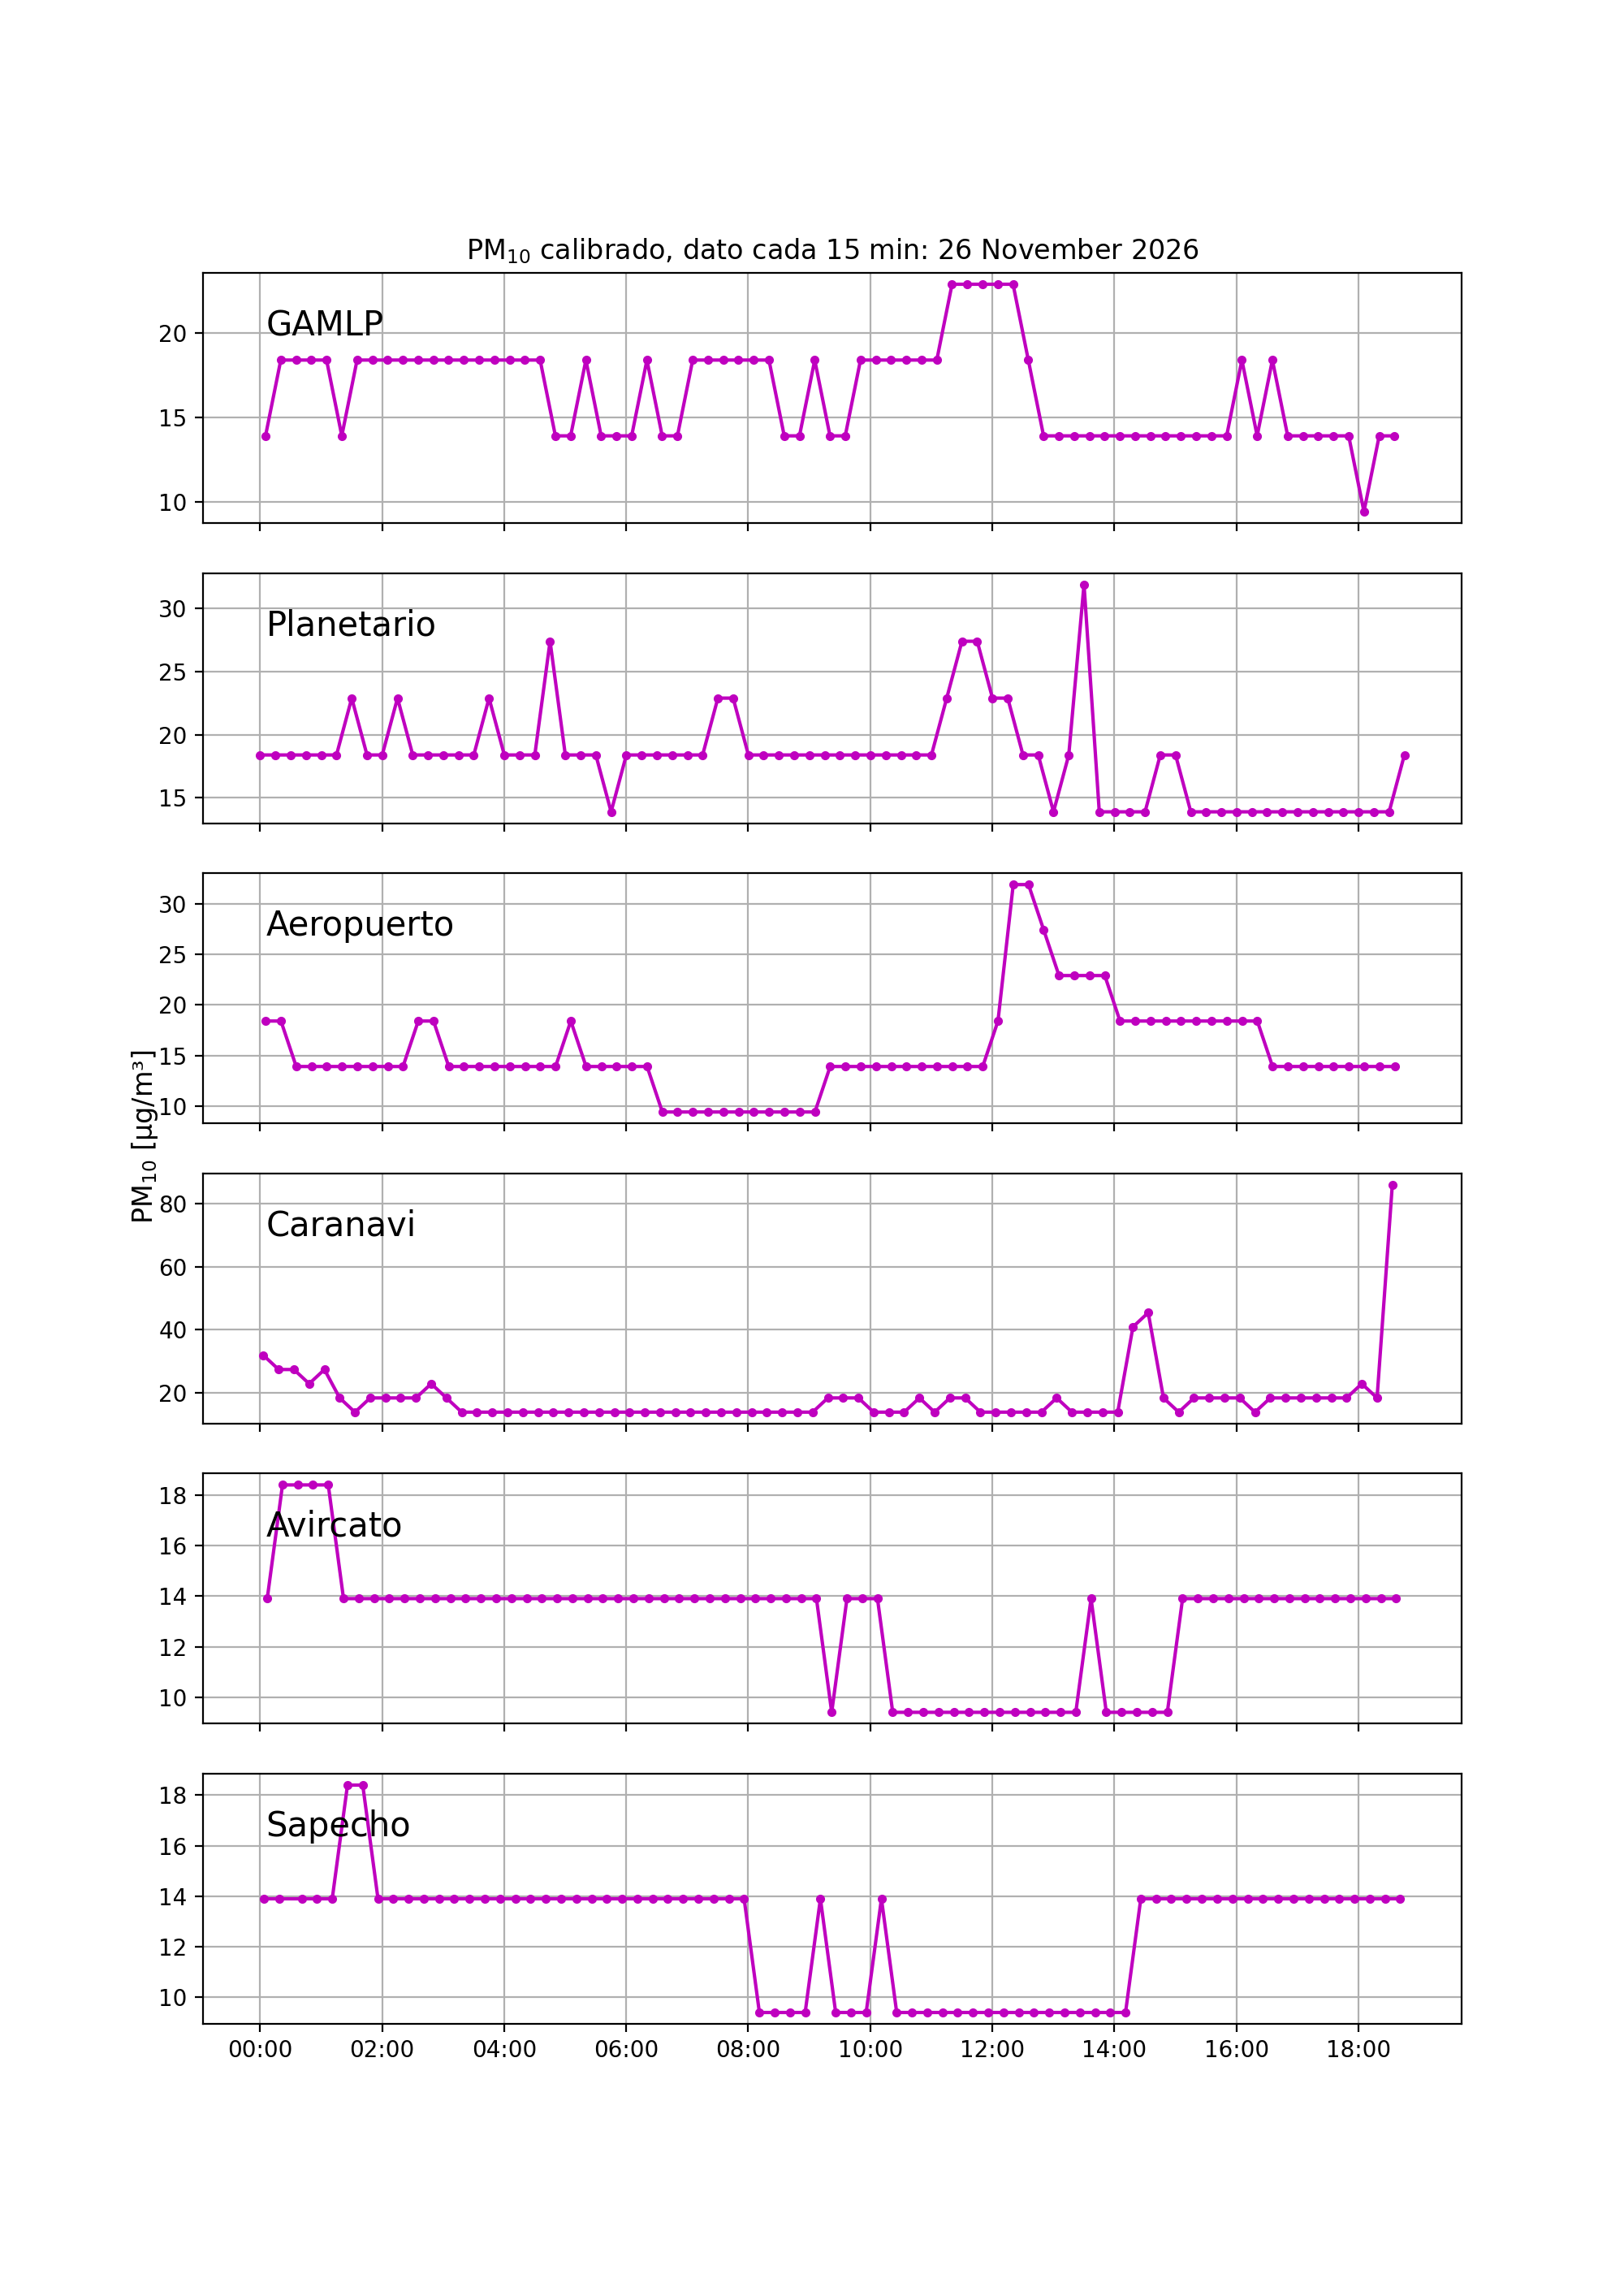 PM₁₀ calibrado, dato cada 15 min: 26 November 2026
GAMLP
20
15
10
Planetario
30
25
20
15
Aeropuerto
30
25
20
15
10
PM₁₀ [µg/m³]
Caranavi
80
60
40
20
Avircato
18
16
14
12
10
Sapecho
18
16
14
12
10
00:00 02:00 04:00 06:00 08:00 10:00 12:00 14:00 16:00 18:00